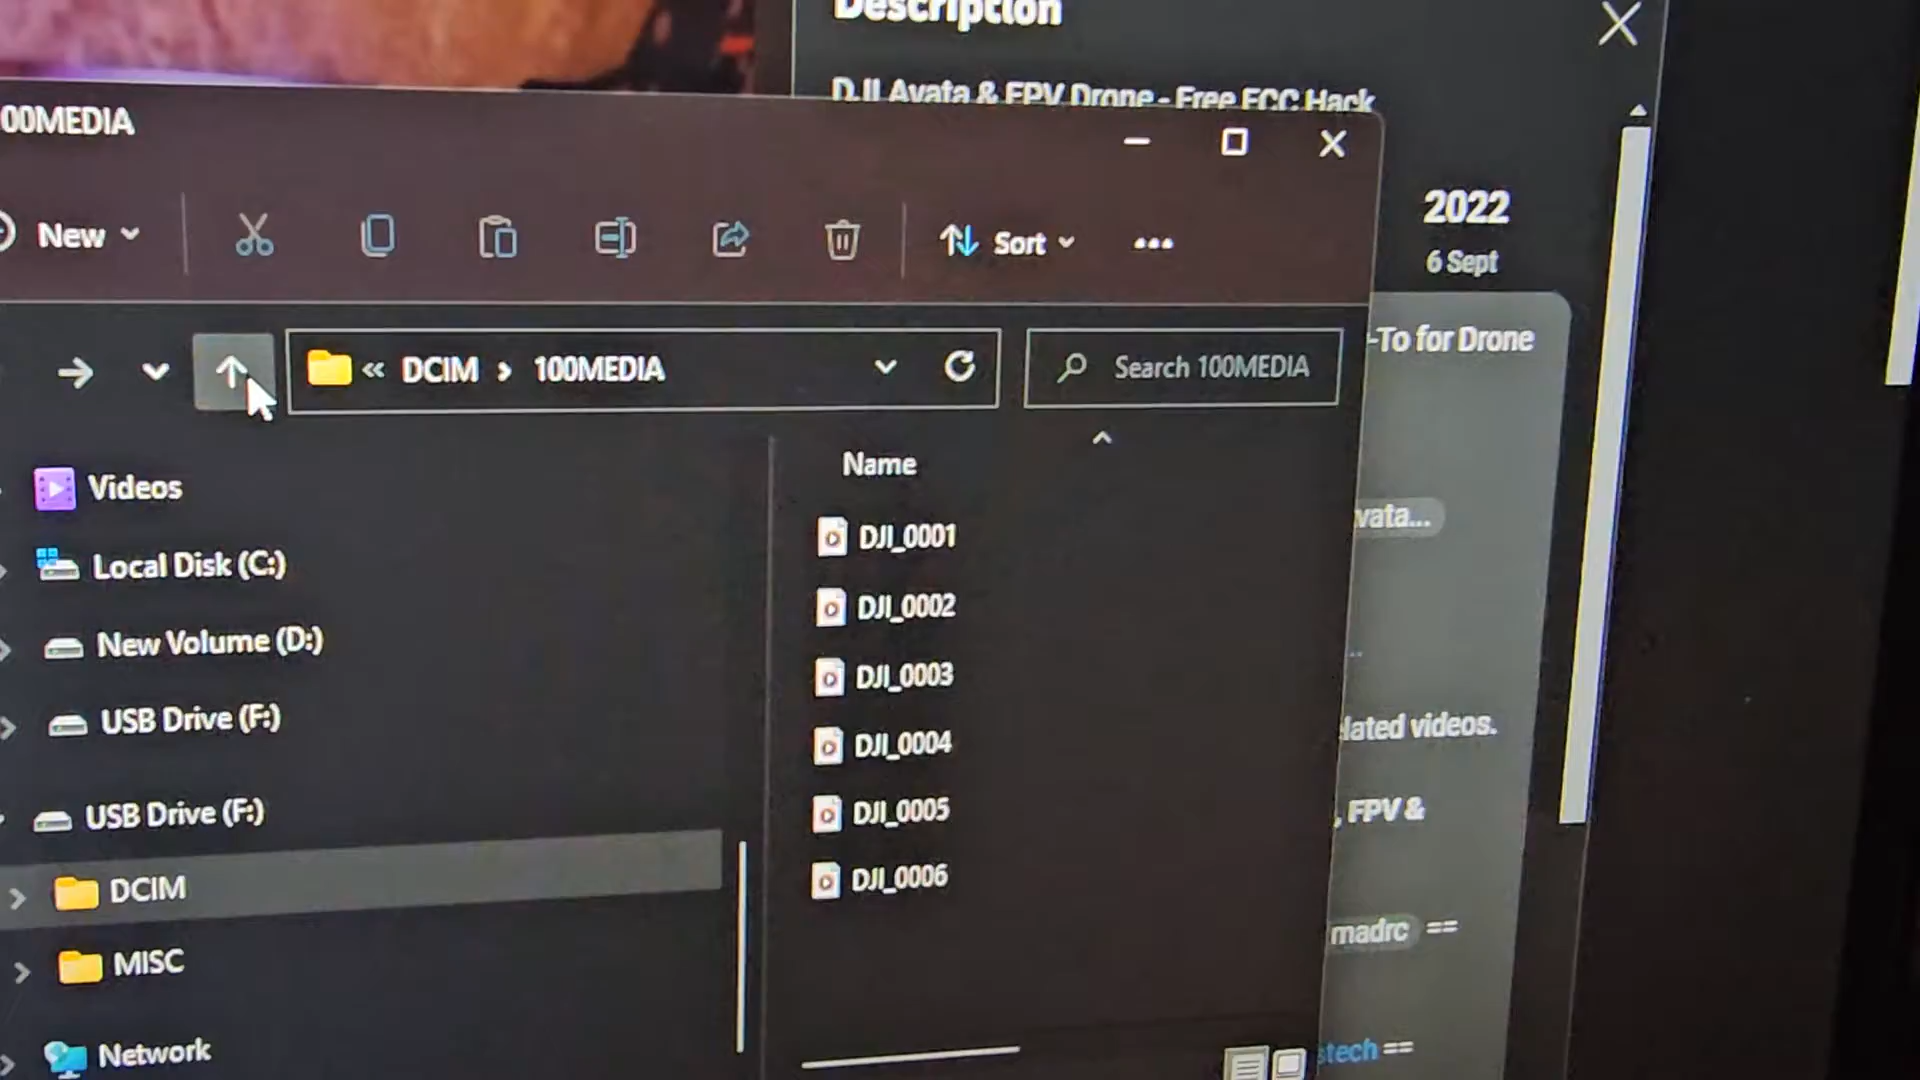 Description
DJI Avata & FPV Drone - Free FCC Hack
00MEDIA
2022
6 Sept
New
Sort
DCIM > 100MEDIA
Search 100MEDIA
-To for Drone
Name
Videos
DJI_0001
vata...
Local Disk (C:)
DJI_0002
New Volume (D:)
DJI_0003
USB Drive (F:)
DJI_0004
lated videos.
USB Drive (F:)
DJI_0005
, FPV &
DCIM
DJI_0006
madrc ==
MISC
Network
stech ==